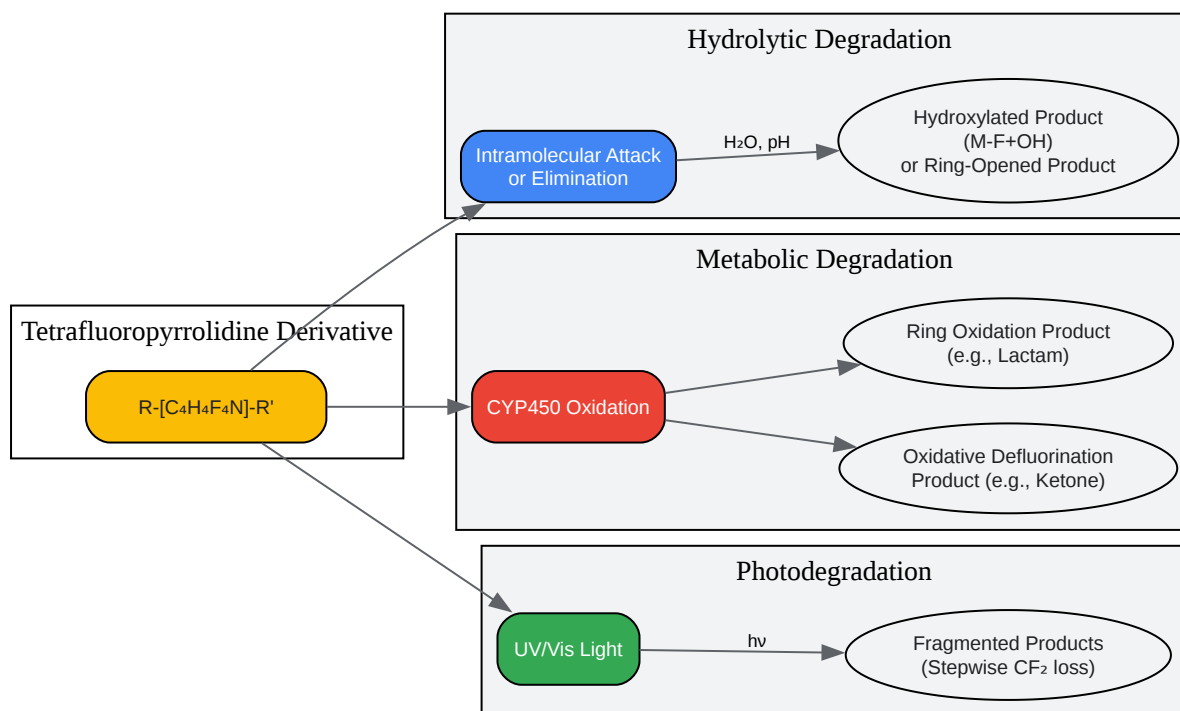 Hydrolytic Degradation
Intramolecular Attack
or Elimination
H₂O, pH
Hydroxylated Product
(M-F+OH)
or Ring-Opened Product
Metabolic Degradation
Tetrafluoropyrrolidine Derivative
R-[C₄H₄F₄N]-R'
CYP450 Oxidation
Ring Oxidation Product
(e.g., Lactam)
Oxidative Defluorination
Product (e.g., Ketone)
Photodegradation
UV/Vis Light
hν
Fragmented Products
(Stepwise CF₂ loss)